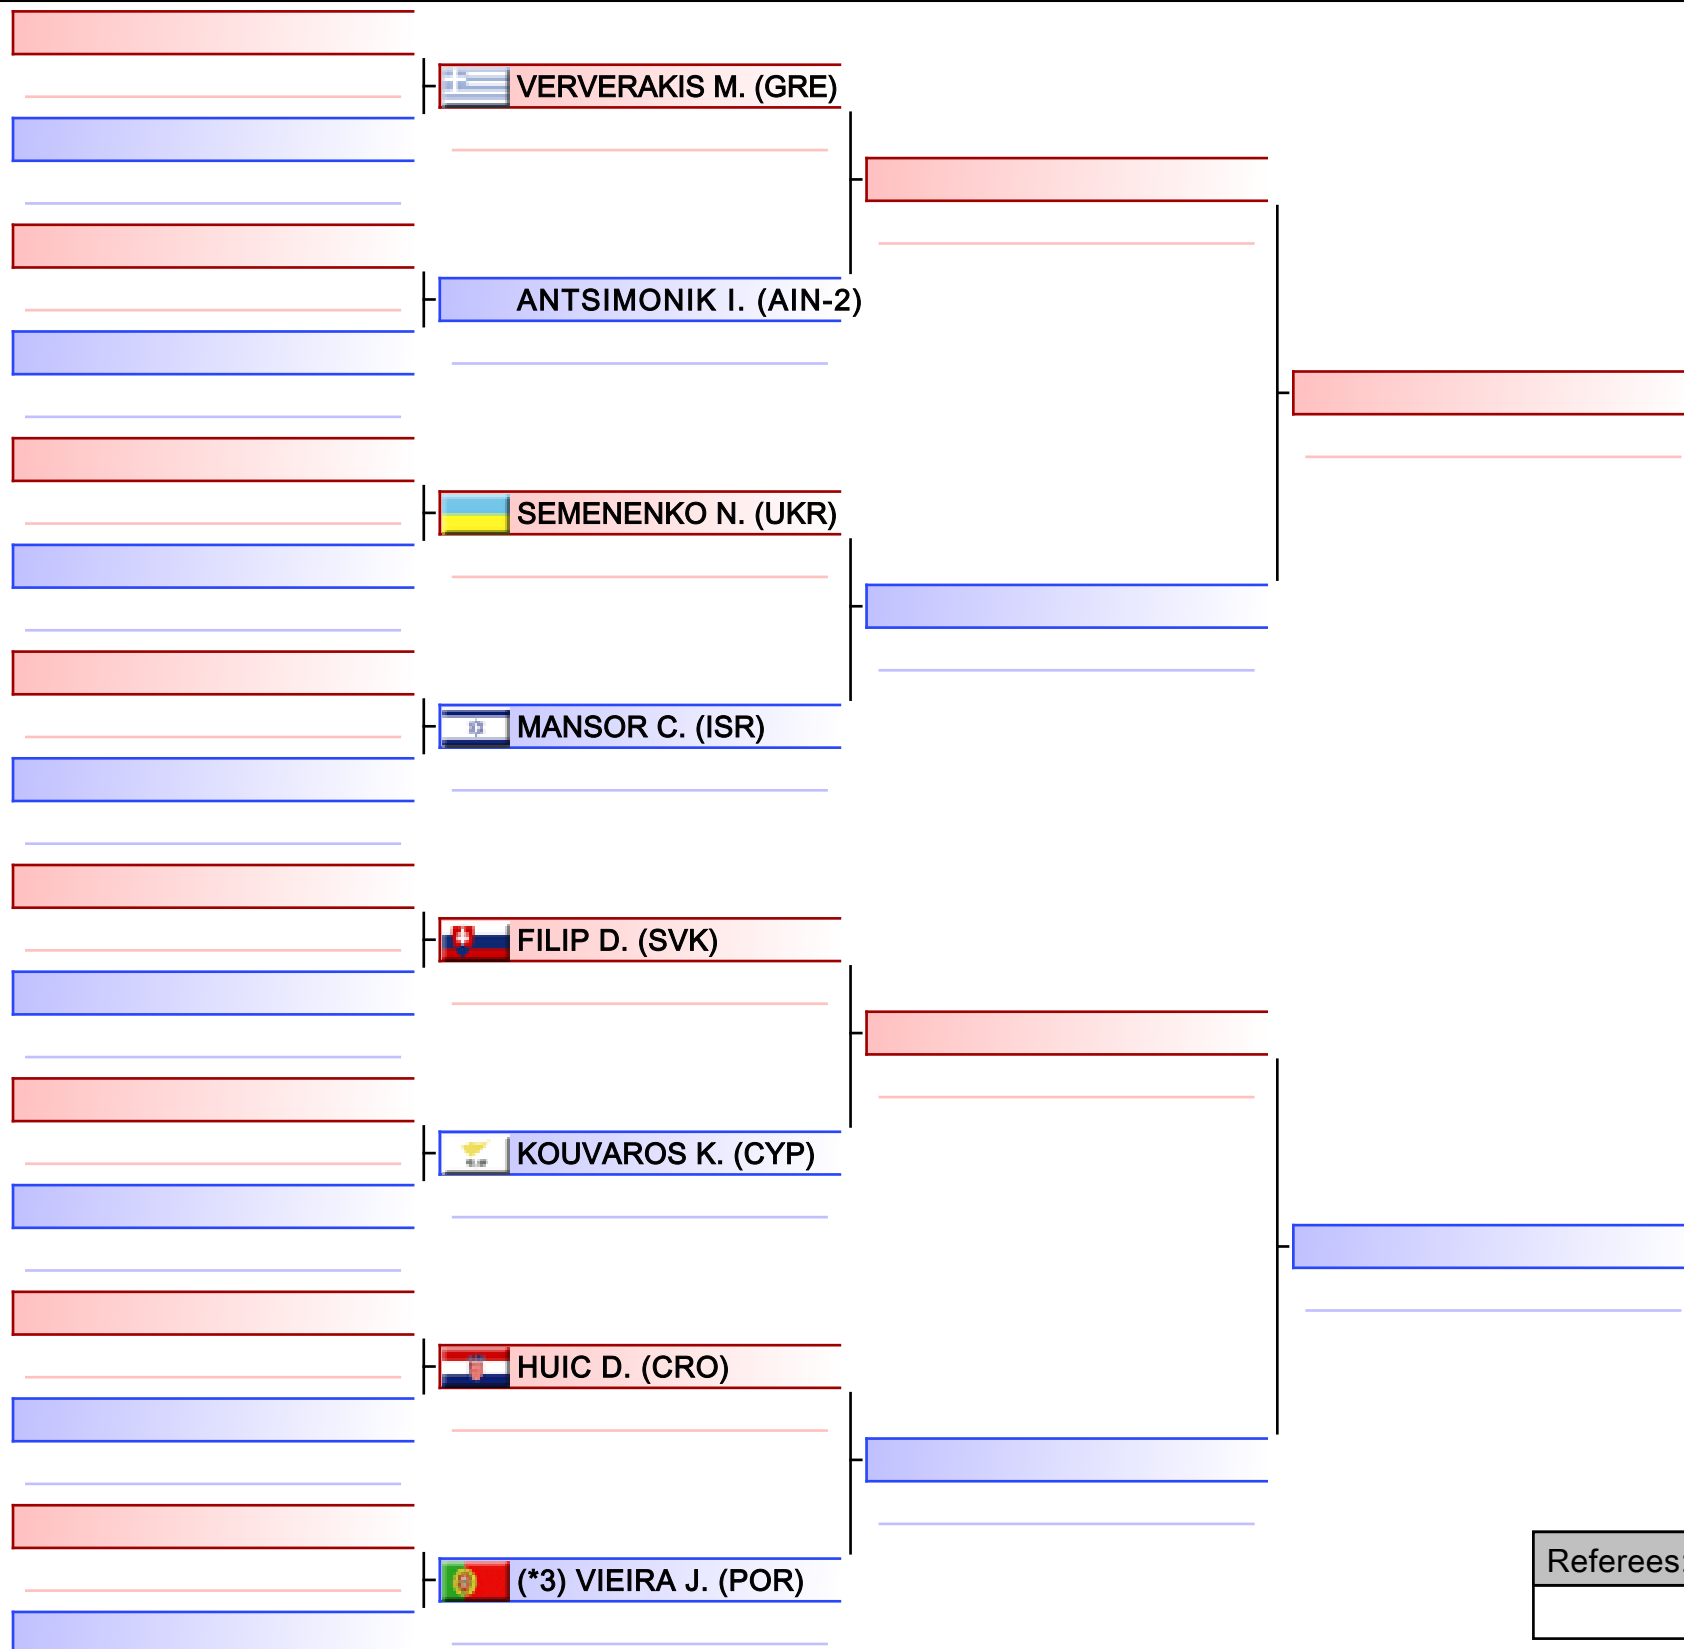 VERVERAKIS M. (GRE)
ANTSIMONIK I. (AIN-2)
SEMENENKO N. (UKR)
MANSOR C. (ISR)
FILIP D. (SVK)
KOUVAROS K. (CYP)
HUIC D. (CRO)
(*3) VIEIRA J. (POR)
Referees: